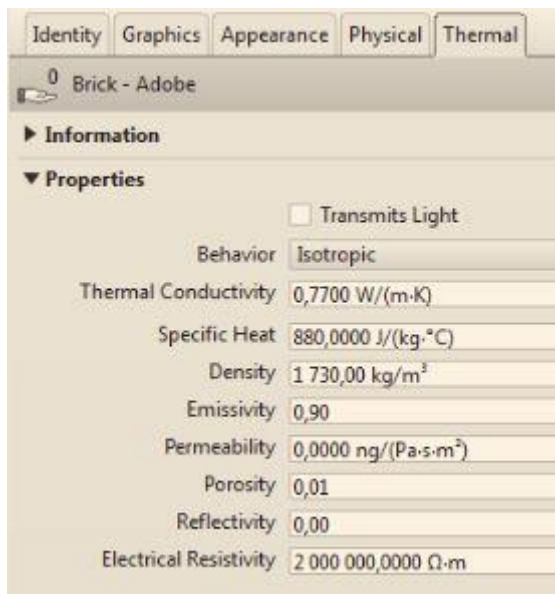 Identity Graphics Appearance Physical Thermal
0 Brick - Adobe
Information
Properties
Transmits Light
Behavior Isotropic
Thermal Conductivity 0,7700 W/(m·K)
Specific Heat 880,0000 J/(kg·°C)
Density 1 730,00 kg/m³
Emissivity 0,90
Permeability 0,0000 ng/(Pa·s·m²)
Porosity 0,01
Reflectivity 0,00
Electrical Resistivity 2 000 000,0000 Ω·m